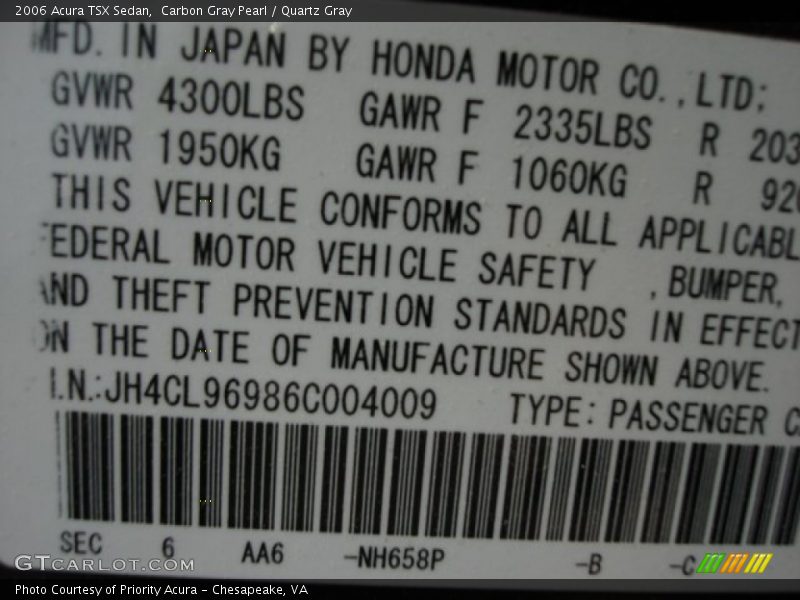 2006 Acura TSX Sedan, Carbon Gray Pearl / Quartz Gray
MFD. IN JAPAN BY HONDA MOTOR CO.,LTD;
GVWR 4300LBS GAWR F 2335LBS R 203
GVWR 1950KG GAWR F 1060KG R 920
THIS VEHICLE CONFORMS TO ALL APPLICABL
FEDERAL MOTOR VEHICLE SAFETY ,BUMPER,
AND THEFT PREVENTION STANDARDS IN EFFECT
ON THE DATE OF MANUFACTURE SHOWN ABOVE.
I.N.:JH4CL96986C004009 TYPE: PASSENGER C
SEC 6 AA6 -NH658P -B -C
GTCARLOT.COM
Photo Courtesy of Priority Acura - Chesapeake, VA